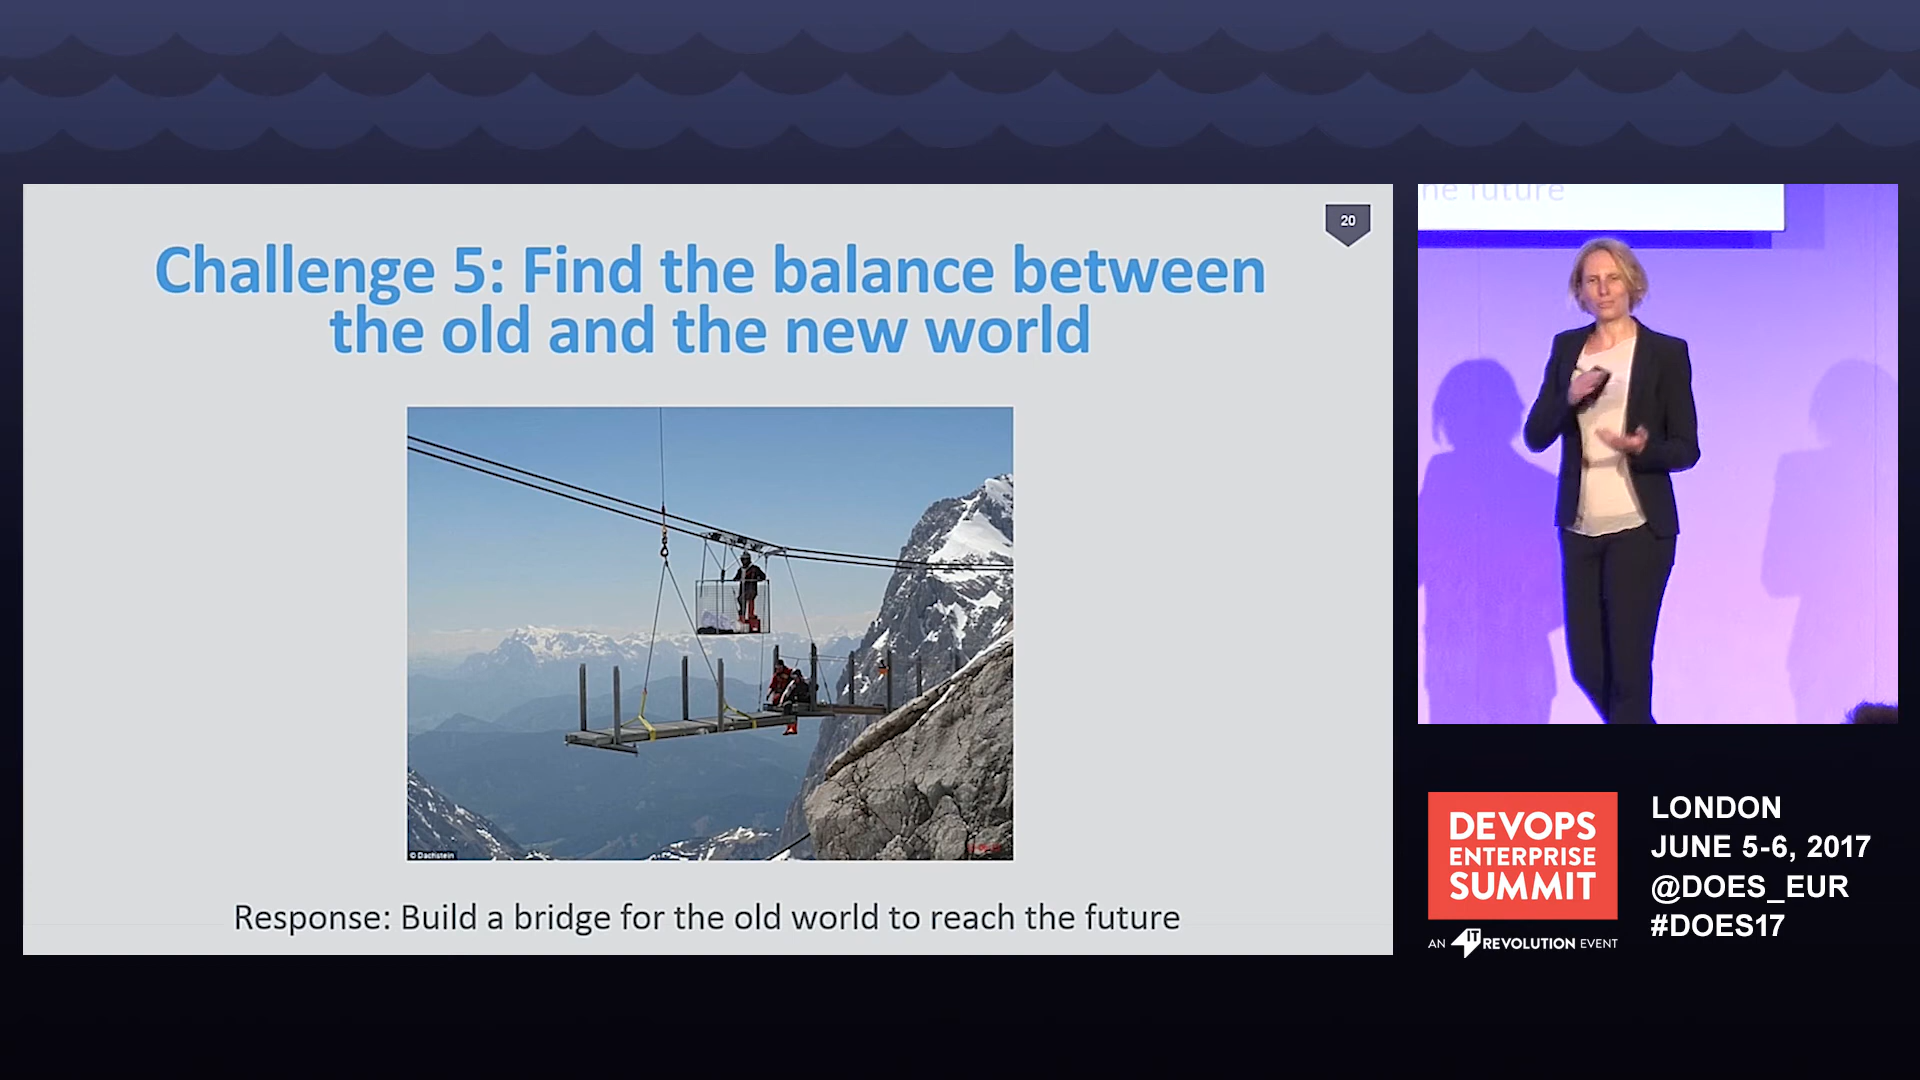 20
Challenge 5: Find the balance between
the old and the new world
© Dachstein
Response: Build a bridge for the old world to reach the future
he future
DEVOPS
ENTERPRISE
SUMMIT
AN IT REVOLUTION EVENT
LONDON
JUNE 5-6, 2017
@DOES_EUR
#DOES17